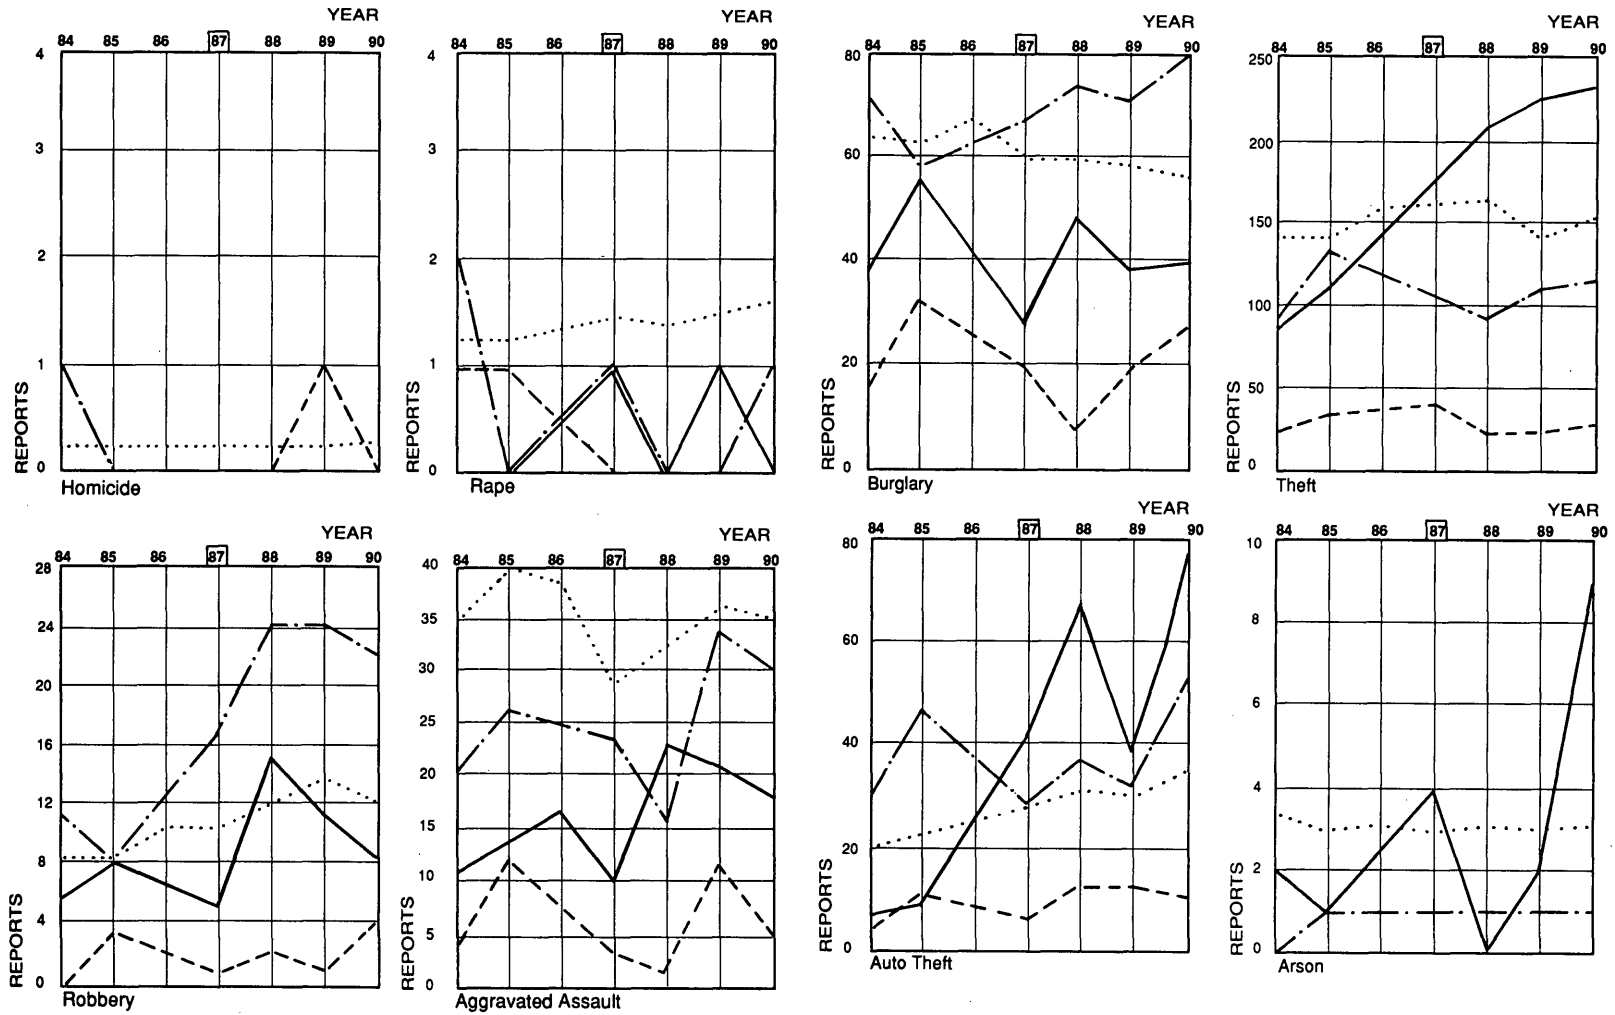 YEAR
84 85 86 87 88 89 90
4
3
2
1
0
REPORTS
Homicide
YEAR
84 85 86 87 88 89 90
4
3
2
1
0
REPORTS
Rape
YEAR
84 85 86 87 88 89 90
80
60
40
20
0
REPORTS
Burglary
YEAR
84 85 86 87 88 89 90
250
200
150
100
50
0
REPORTS
Theft
YEAR
84 85 86 87 88 89 90
28
24
20
16
12
8
4
0
REPORTS
Robbery
YEAR
84 85 86 87 88 89 90
40
35
30
25
20
15
10
5
0
REPORTS
Aggravated Assault
YEAR
84 85 86 87 88 89 90
80
60
40
20
0
REPORTS
Auto Theft
YEAR
84 85 86 87 88 89 90
10
8
6
4
2
0
REPORTS
Arson